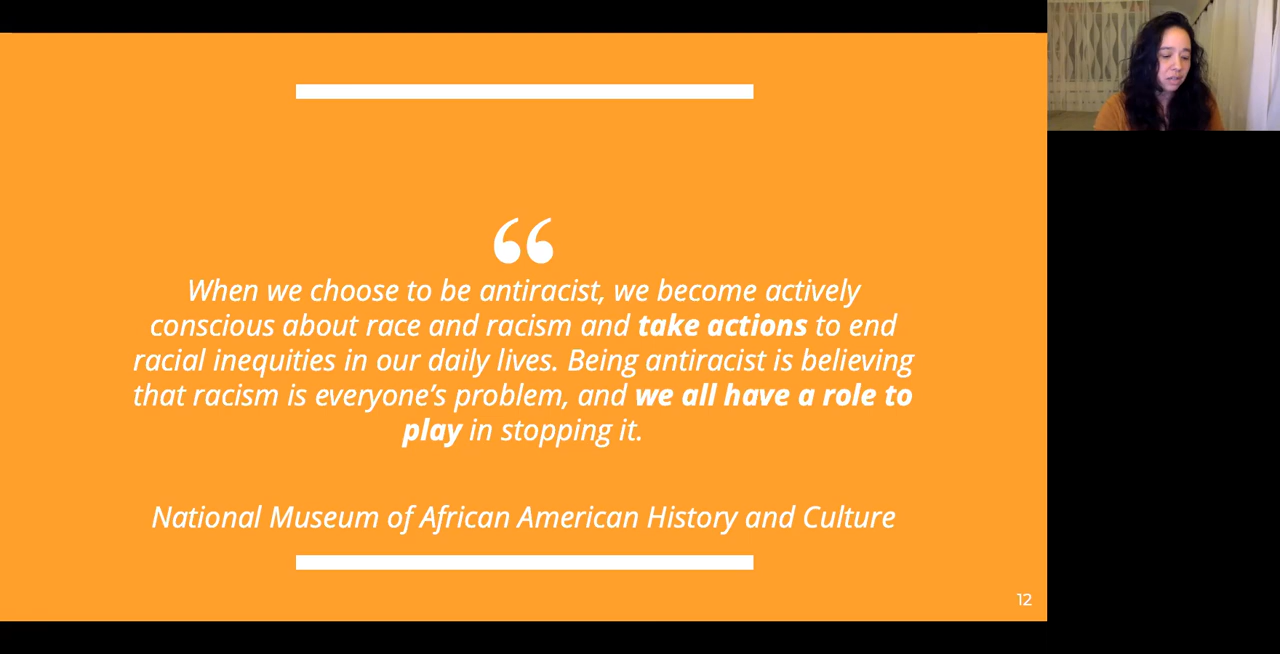 “
When we choose to be antiracist, we become actively
conscious about race and racism and take actions to end
racial inequities in our daily lives. Being antiracist is believing
that racism is everyone’s problem, and we all have a role to
play in stopping it.
National Museum of African American History and Culture
12